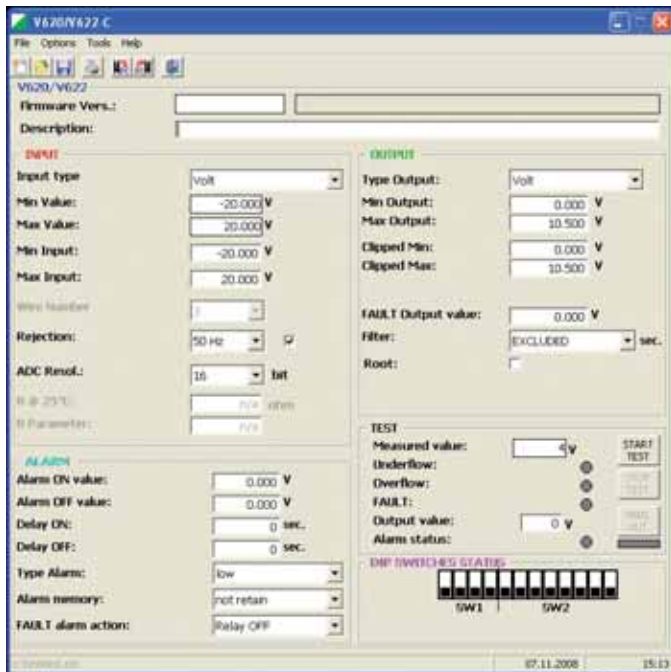 V620/V622 C
File Options Tools Help
V620/V622
Firmware Vers.:
Description:
INPUT
Input type Volt
Min Value: -20.000 V
Max Value: 20.000 V
Min Input: -20.000 V
Max Input: 20.000 V
Wire Number
Rejection: 50 Hz
ADC Resol.: 16 bit
R @ 25°C: n/a ohm
B Parameter: n/a
ALARM
Alarm ON value: 0.000 V
Alarm OFF value: 0.000 V
Delay ON: 0 sec.
Delay OFF: 0 sec.
Type Alarm: low
Alarm memory: not retain
FAULT alarm action: Relay OFF
OUTPUT
Type Output: Volt
Min Output: 0.000 V
Max Output: 10.500 V
Clipped Min: 0.000 V
Clipped Max: 10.500 V
FAULT Output value: 0.000 V
Filter: EXCLUDED sec.
Root:
TEST
Measured value: V
START TEST
Underflow:
Overflow:
STOP TEST
FAULT:
Output value: 0 V
Alarm status:
DIP SWITCHES STATUS
SW1 SW2
07.11.2008